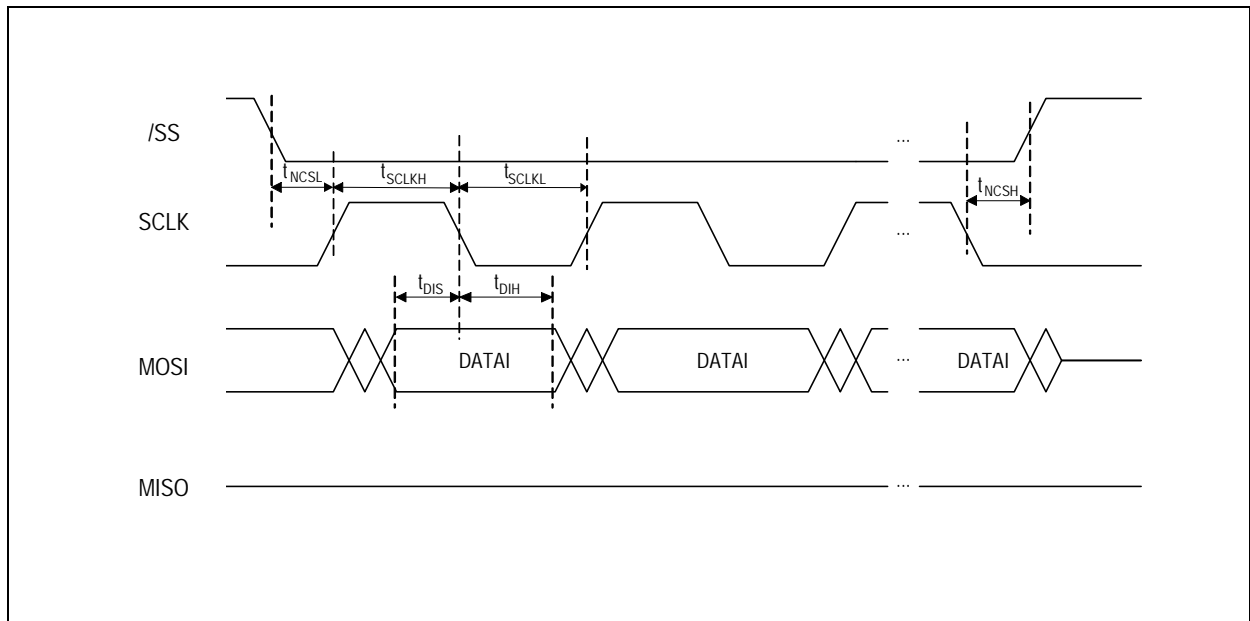 /SS
...
tNCSL
tSCLKH
tSCLKL
tNCSH
SCLK
...
tDIS
tDIH
MOSI
DATAI
DATAI
...
DATAI
MISO
...